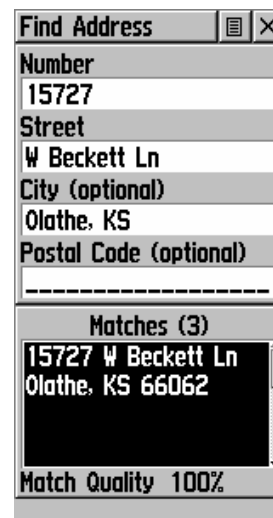 Find Address
Number
15727
Street
W Beckett Ln
City (optional)
Olathe, KS
Postal Code (optional)
Matches (3)
15727 W Beckett Ln
Olathe, KS 66062
Match Quality 100%